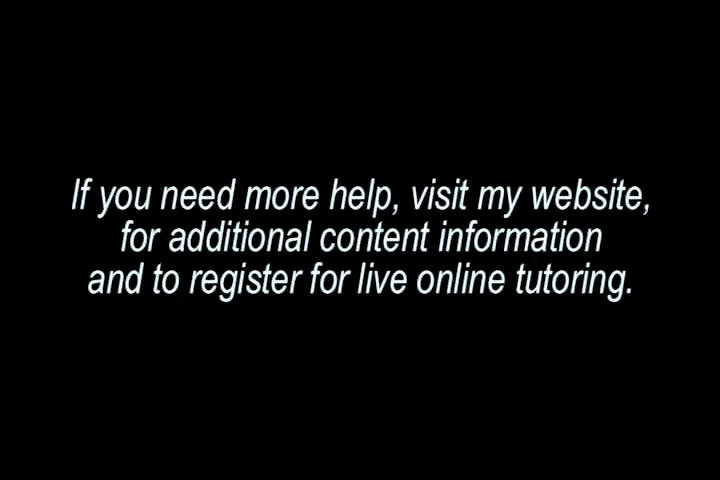 If you need more help, visit my website,
for additional content information
and to register for live online tutoring.